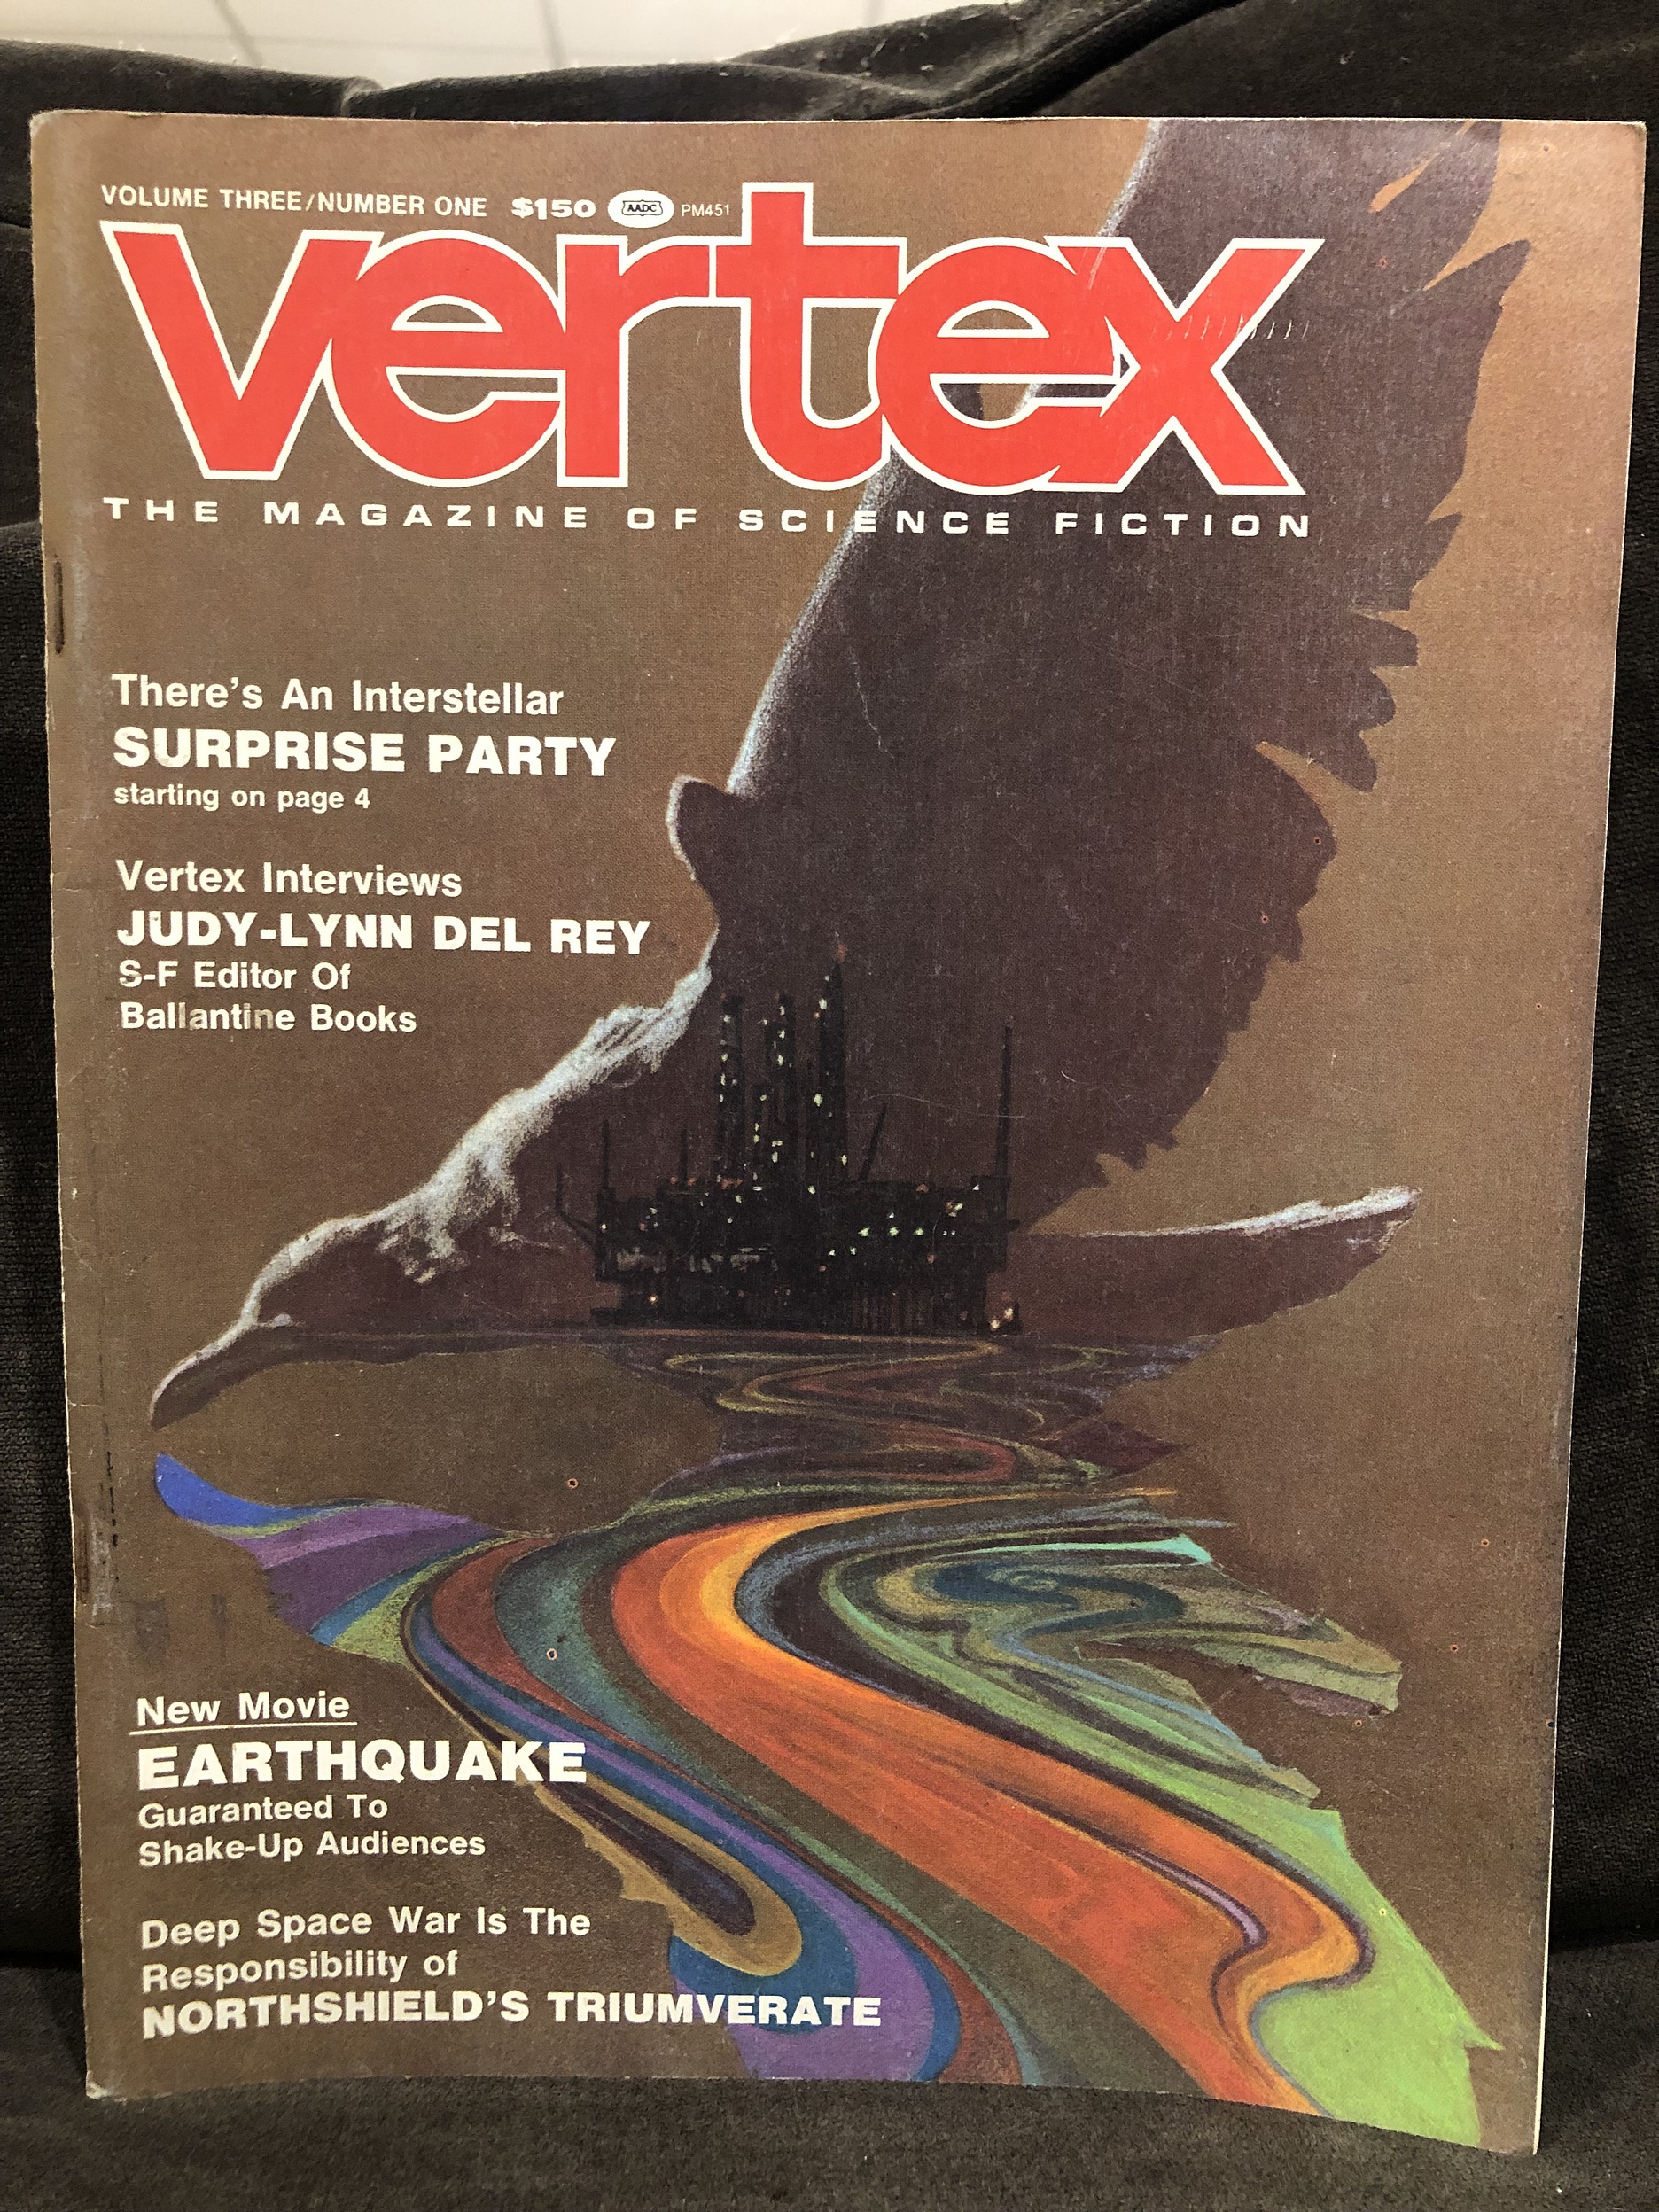 VOLUME THREE/NUMBER ONE $150 AADC PM451
vertex
THE MAGAZINE OF SCIENCE FICTION
There's An Interstellar
SURPRISE PARTY
starting on page 4
Vertex Interviews
JUDY-LYNN DEL REY
S-F Editor Of
Ballantine Books
New Movie
EARTHQUAKE
Guaranteed To
Shake-Up Audiences
Deep Space War Is The
Responsibility of
NORTHSHIELD'S TRIUMVERATE